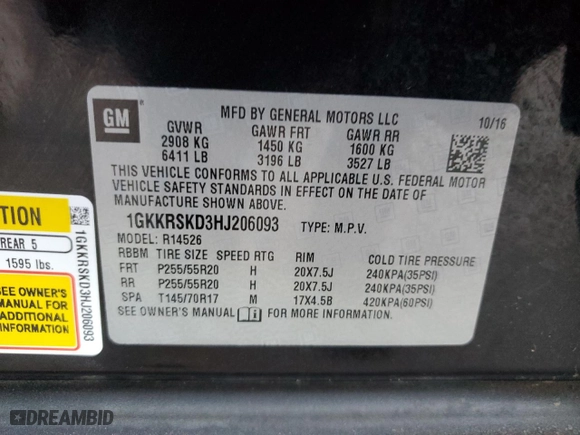 GM
MFD BY GENERAL MOTORS LLC
10/16
GVWR GAWR FRT GAWR RR
2908 KG 1450 KG 1600 KG
6411 LB 3196 LB 3527 LB
THIS VEHICLE CONFORMS TO ALL APPLICABLE U.S. FEDERAL MOTOR
VEHICLE SAFETY STANDARDS IN EFFECT ON THE DATE OF
MANUFACTURE SHOWN ABOVE.
1GKKRSKD3HJ206093 TYPE: M.P.V.
MODEL: R14526
RBBM TIRE SIZE SPEED RTG RIM COLD TIRE PRESSURE
FRT P255/55R20 H 20X7.5J 240KPA(35PSI)
RR P255/55R20 H 20X7.5J 240KPA(35PSI)
SPA T145/70R17 M 17X4.5B 420KPA(60PSI)
SEE OWNER'S MANUAL FOR MORE INFORMATION.
ATION
REAR 5
1595 lbs.
SEE OWNER'S
MANUAL FOR
ADDITIONAL
INFORMATION
1GKKRSKD3HJ206093
DREAMBID